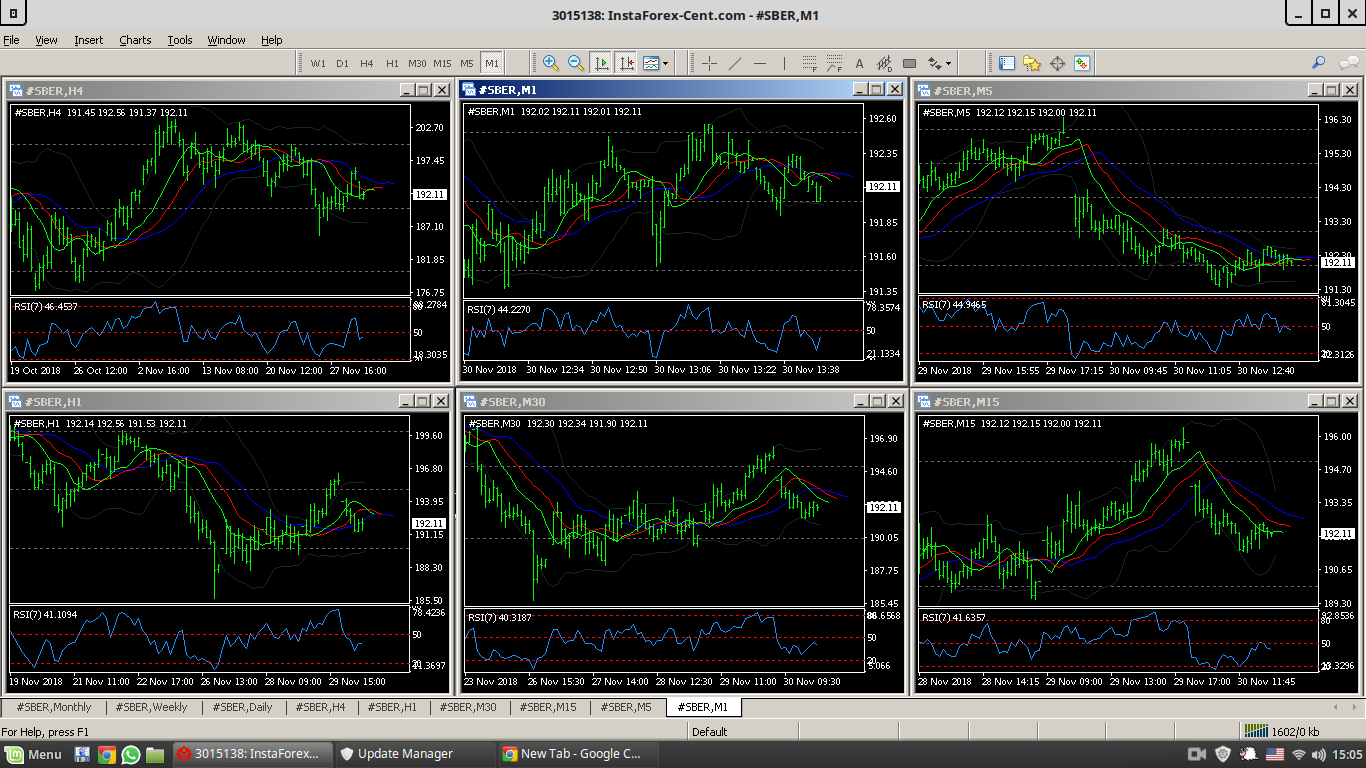 3015138: InstaForex-Cent.com - #SBER,M1
File View Insert Charts Tools Window Help
W1 D1 H4 H1 M30 M15 M5 M1
#SBER,H4
#SBER,H4 191.45 192.56 191.37 192.11
202.70
197.45
192.11
187.10
181.85
176.75
RSI(7) 46.4537
50
19 Oct 2018 26 Oct 12:00 2 Nov 16:00 13 Nov 08:00 20 Nov 12:00 27 Nov 16:00
#SBER,M1
#SBER,M1 192.02 192.11 192.01 192.11
192.60
192.35
192.11
191.85
191.60
191.35
RSI(7) 44.2270
78.3574
50
21.1334
30 Nov 2018 30 Nov 12:34 30 Nov 12:50 30 Nov 13:06 30 Nov 13:22 30 Nov 13:38
#SBER,M5
#SBER,M5 192.12 192.15 192.00 192.11
196.30
195.30
194.30
193.30
192.11
191.30
RSI(7) 44.9465
81.3045
50
29 Nov 2018 29 Nov 15:55 29 Nov 17:15 30 Nov 09:45 30 Nov 11:05 30 Nov 12:40
#SBER,H1
#SBER,H1 192.14 192.56 191.53 192.11
199.60
196.80
193.95
192.11
191.15
188.30
185.50
RSI(7) 41.1094
78.4236
50
19 Nov 2018 21 Nov 11:00 22 Nov 17:00 26 Nov 13:00 28 Nov 09:00 29 Nov 15:00
#SBER,M30
#SBER,M30 192.30 192.34 191.90 192.11
196.90
194.60
192.11
190.05
187.75
185.45
RSI(7) 40.3187
50
23 Nov 2018 26 Nov 15:30 27 Nov 14:00 28 Nov 12:30 29 Nov 11:00 30 Nov 09:30
#SBER,M15
#SBER,M15 192.12 192.15 192.00 192.11
196.00
194.70
193.35
192.11
190.65
189.30
RSI(7) 41.6357
92.8536
80
50
28 Nov 2018 28 Nov 14:15 29 Nov 09:00 29 Nov 13:00 29 Nov 17:00 30 Nov 11:45
#SBER,Monthly #SBER,Weekly #SBER,Daily #SBER,H4 #SBER,H1 #SBER,M30 #SBER,M15 #SBER,M5 #SBER,M1
For Help, press F1 Default 1602/0 kb
Menu 3015138: InstaForex... Update Manager New Tab - Google C... 15:05